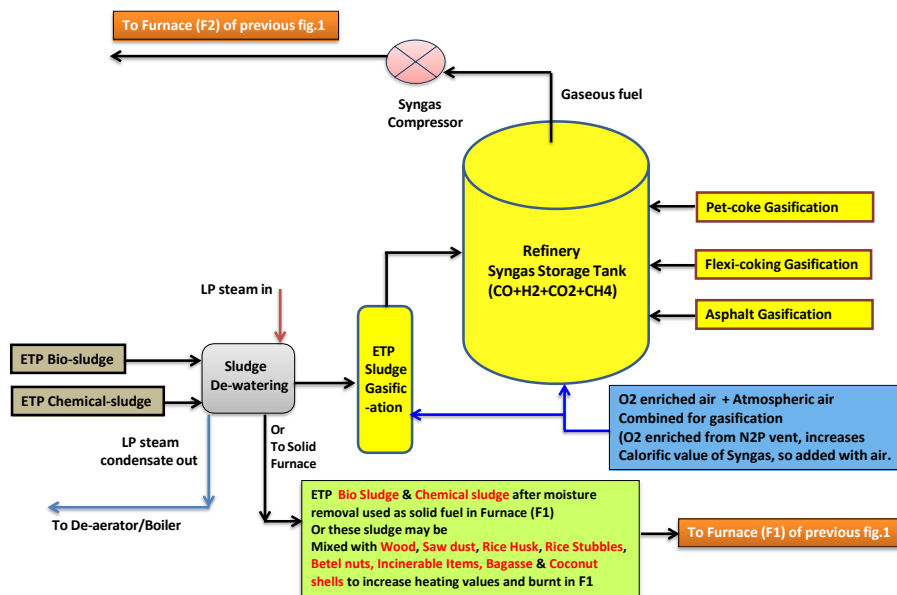 To Furnace (F2) of previous fig.1
Syngas
Compressor
Gaseous fuel
Refinery
Syngas Storage Tank
(CO+H2+CO2+CH4)
Pet-coke Gasification
Flexi-coking Gasification
Asphalt Gasification
LP steam in
ETP Bio-sludge
ETP Chemical-sludge
Sludge
De-watering
ETP
Sludge
Gasific
-ation
O2 enriched air + Atmospheric air
Combined for gasification
(O2 enriched from N2P vent, increases
Calorific value of Syngas, so added with air.
LP steam
condensate out
Or
To Solid
Furnace
To De-aerator/Boiler
ETP Bio Sludge & Chemical sludge after moisture
removal used as solid fuel in Furnace (F1)
Or these sludge may be
Mixed with Wood, Saw dust, Rice Husk, Rice Stubbles,
Betel nuts, Incinerable Items, Bagasse & Coconut
shells to increase heating values and burnt in F1
To Furnace (F1) of previous fig.1